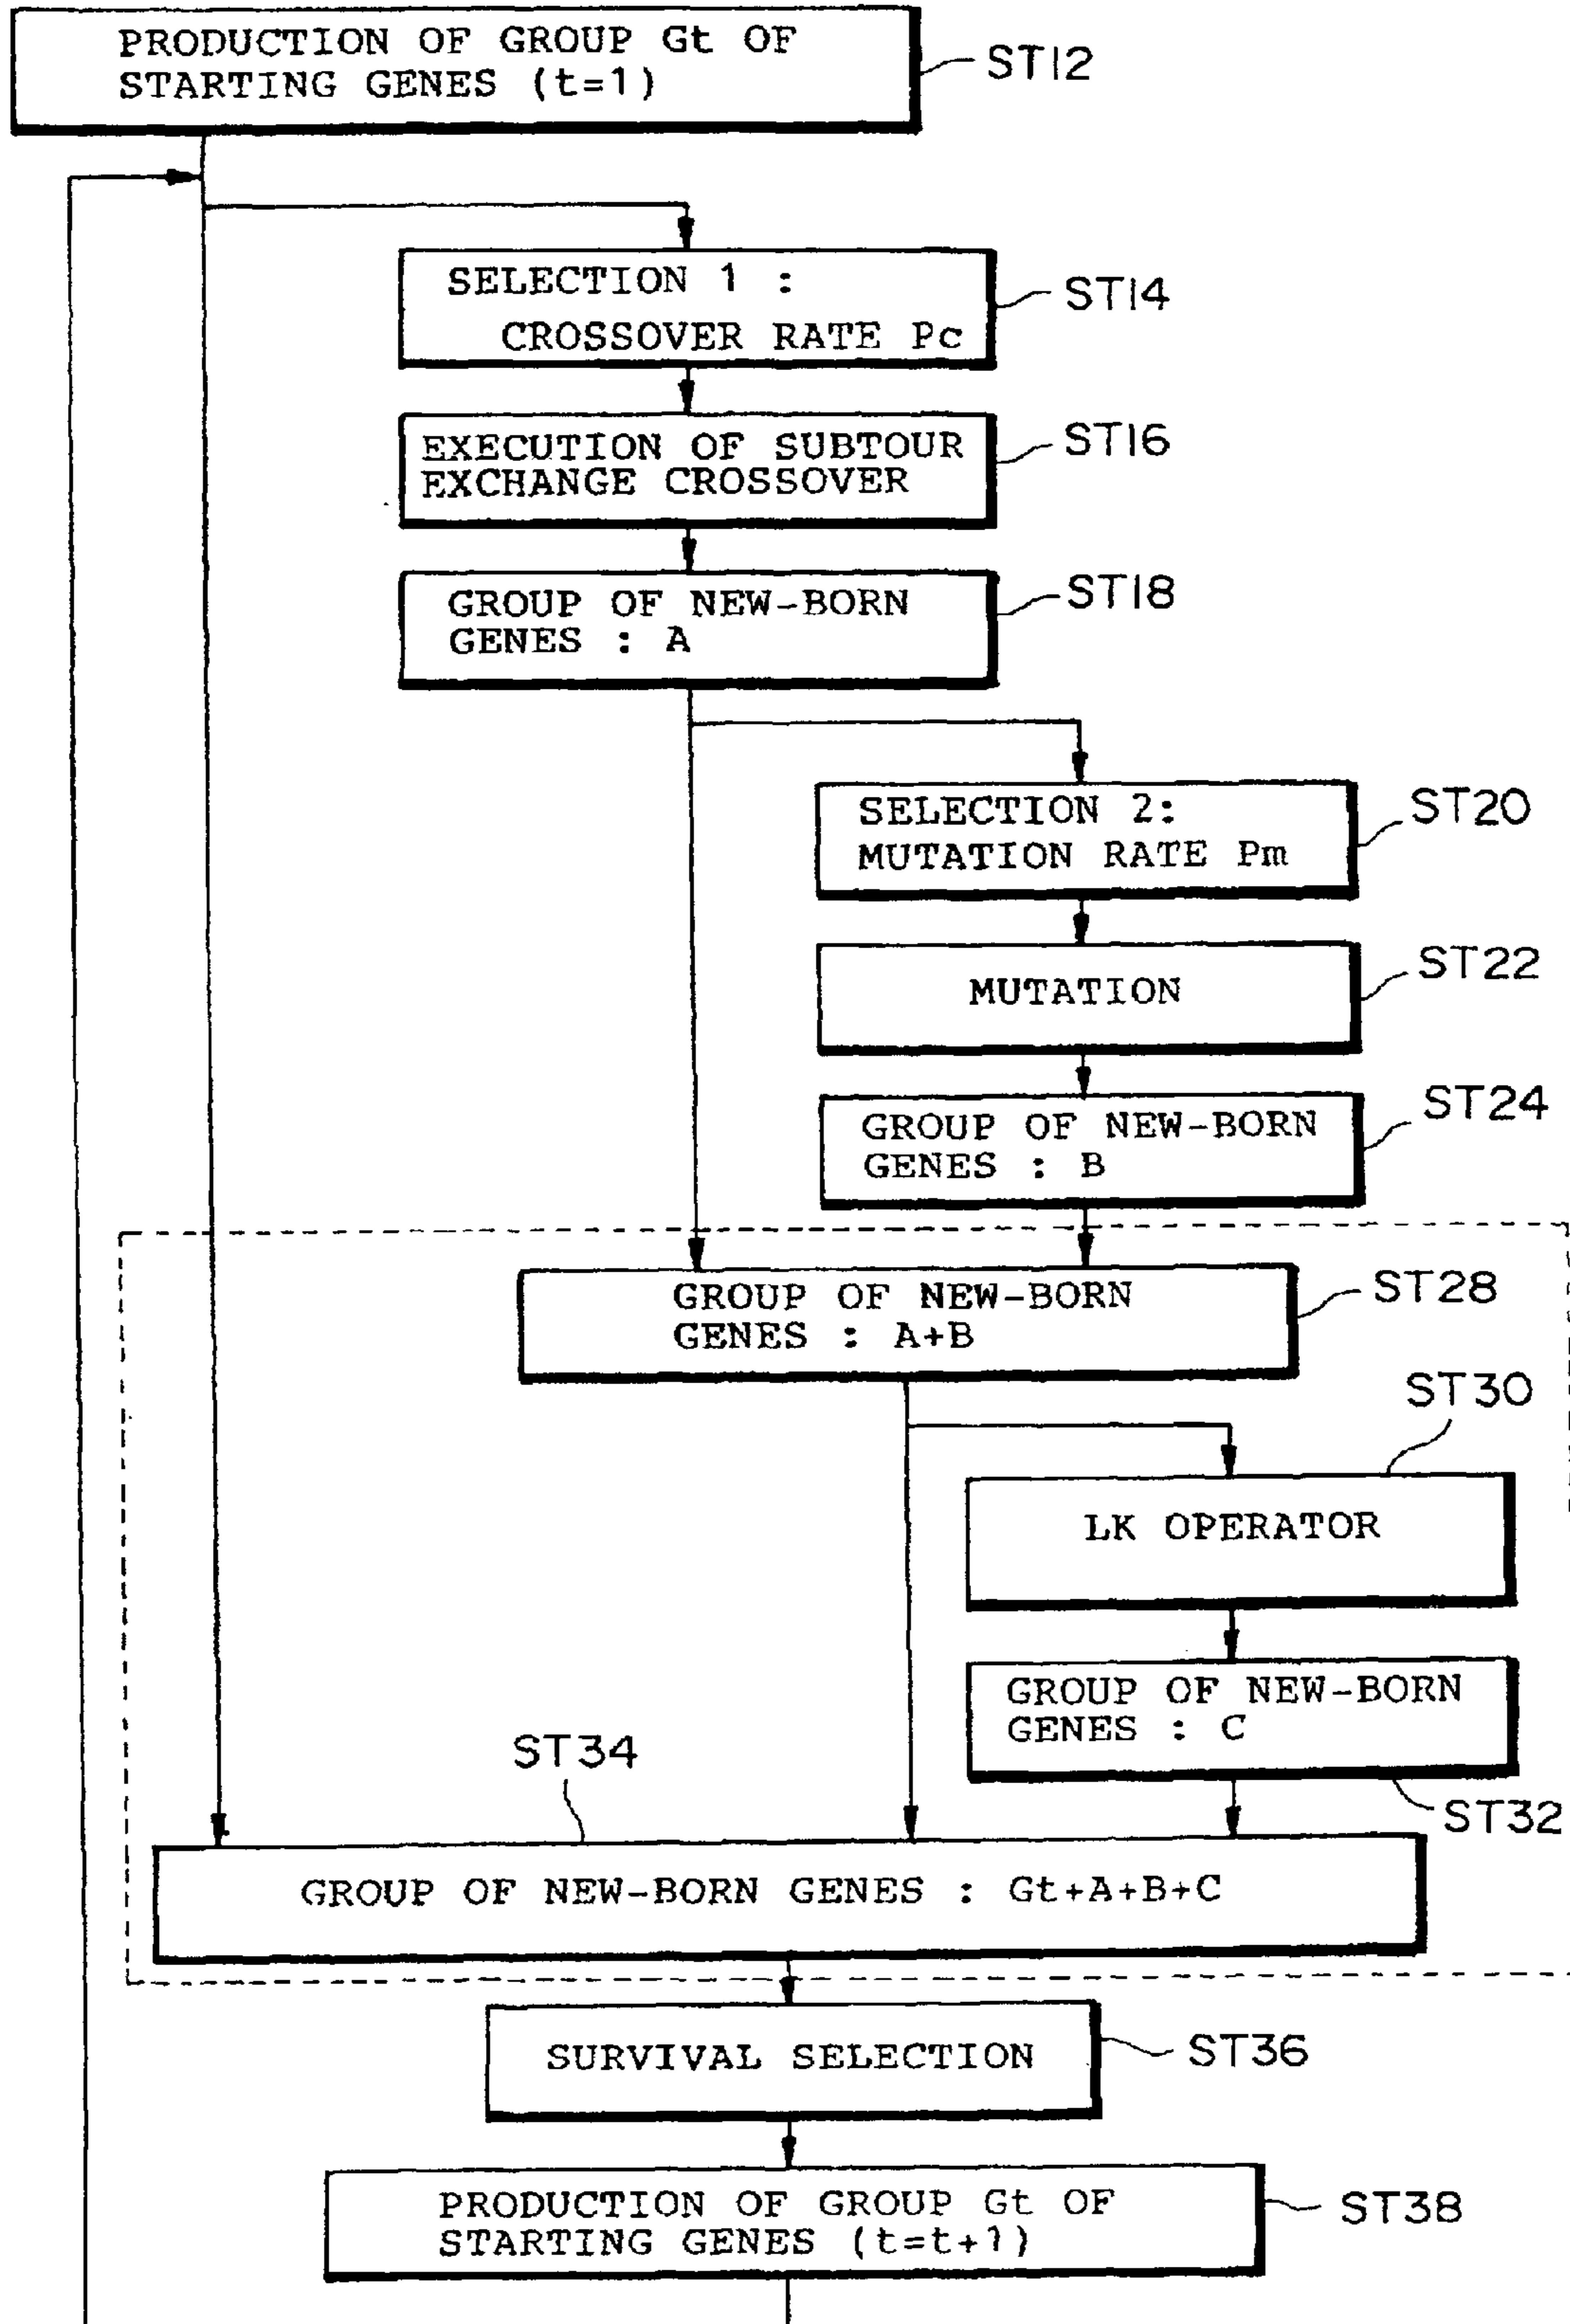 PRODUCTION OF GROUP Gt OF
STARTING GENES (t=1)
ST12
SELECTION 1 :
CROSSOVER RATE Pc
ST14
EXECUTION OF SUBTOUR
EXCHANGE CROSSOVER
ST16
GROUP OF NEW-BORN
GENES : A
ST18
SELECTION 2:
MUTATION RATE Pm
ST20
MUTATION
ST22
GROUP OF NEW-BORN
GENES : B
ST24
GROUP OF NEW-BORN
GENES : A+B
ST28
ST30
LK OPERATOR
GROUP OF NEW-BORN
GENES : C
ST32
ST34
GROUP OF NEW-BORN GENES : Gt+A+B+C
SURVIVAL SELECTION
ST36
PRODUCTION OF GROUP Gt OF
STARTING GENES (t=t+1)
ST38